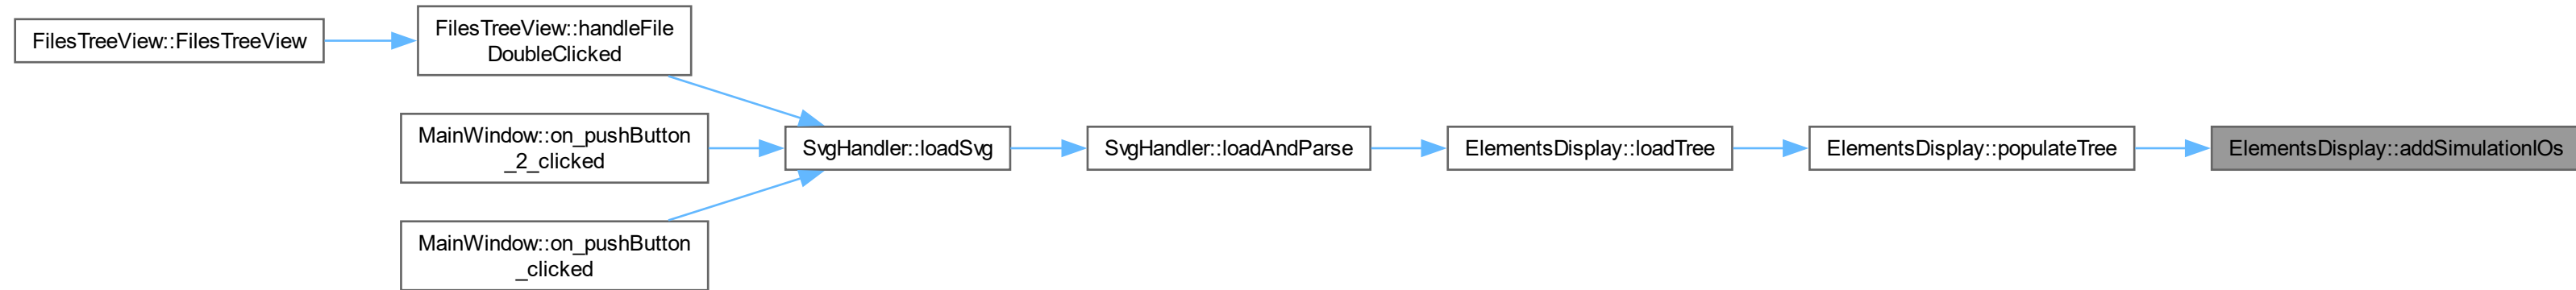 FilesTreeView::FilesTreeView
FilesTreeView::handleFile
DoubleClicked
MainWindow::on_pushButton
_2_clicked
MainWindow::on_pushButton
_clicked
SvgHandler::loadSvg
SvgHandler::loadAndParse
ElementsDisplay::loadTree
ElementsDisplay::populateTree
ElementsDisplay::addSimulationIOs